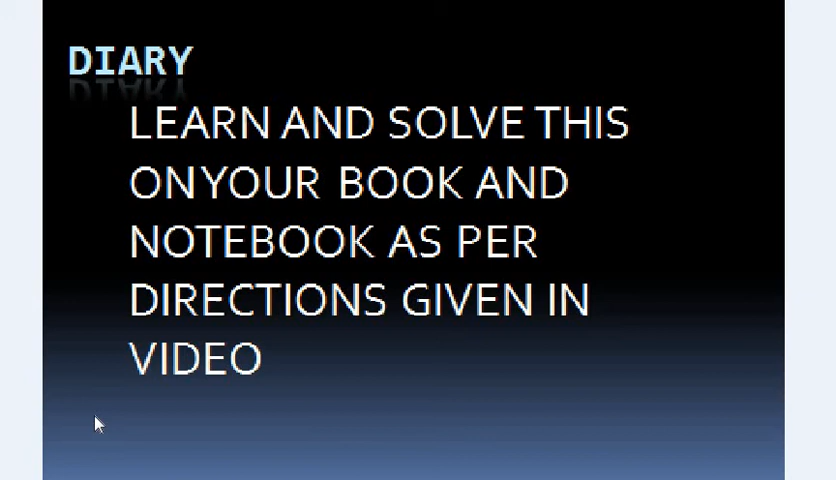 DIARY
LEARN AND SOLVE THIS
ONYOUR BOOK AND
NOTEBOOK AS PER
DIRECTIONS GIVEN IN
VIDEO